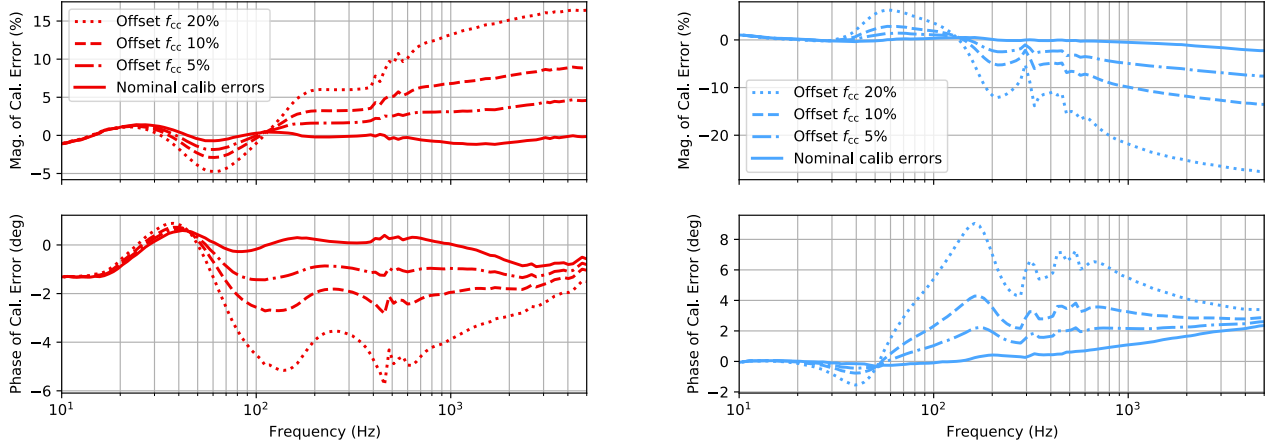 Mag. of Cal. Error (%)
15
10
5
0
−5
Offset f_cc 20%
Offset f_cc 10%
Offset f_cc 5%
Nominal calib errors
Phase of Cal. Error (deg)
0
−2
−4
−6
10^1
10^2
10^3
Frequency (Hz)
Mag. of Cal. Error (%)
0
−10
−20
Offset f_cc 20%
Offset f_cc 10%
Offset f_cc 5%
Nominal calib errors
Phase of Cal. Error (deg)
8
6
4
2
0
−2
10^1
10^2
10^3
Frequency (Hz)